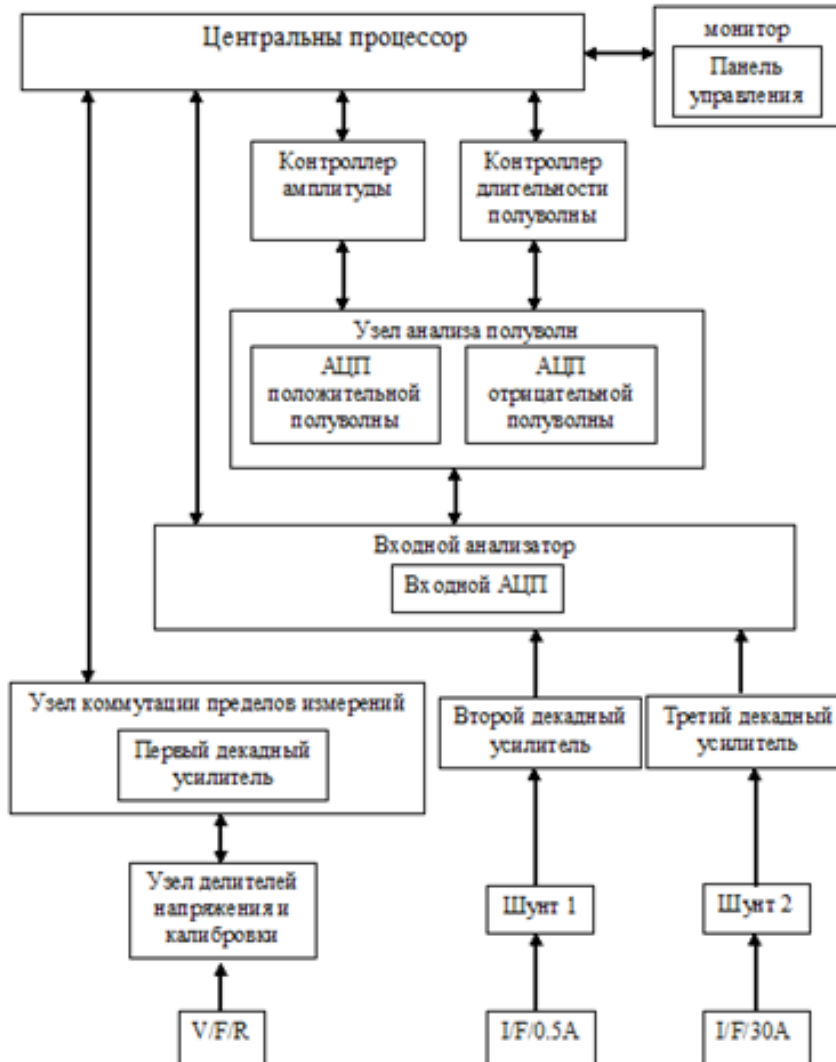 Центральны процессор
монитор
Панель
управления
Контроллер
амплитуды
Контроллер
длительности
полуволны
Узел анализа полуволн
АЦП
положительной
полуволны
АЦП
отрицательной
полуволны
Входной анализатор
Входной АЦП
Узел коммутации пределов измерений
Первый декадный
усилитель
Второй декадный
усилитель
Третий декадный
усилитель
Узел делителей
напряжения и
калибровки
Шунт 1
Шунт 2
V/F/R
I/F/0.5A
I/F/30A